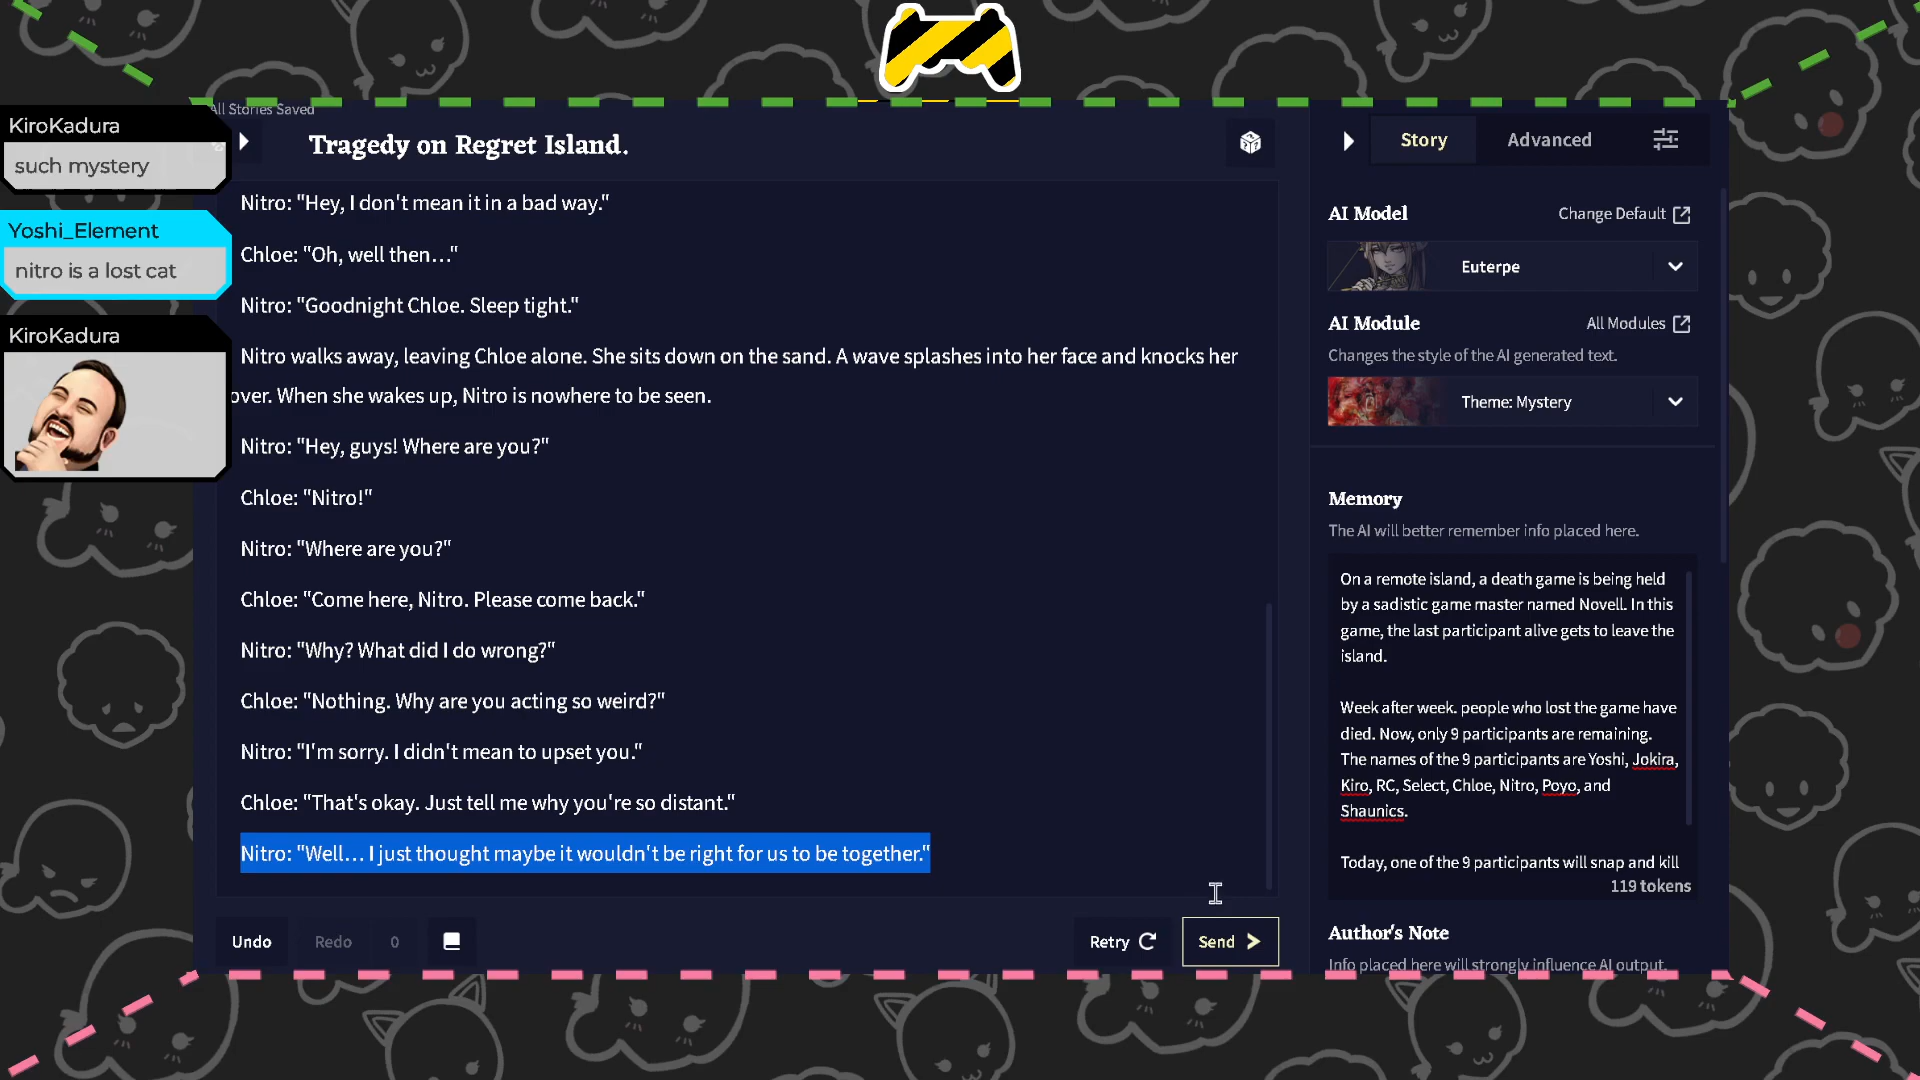 All Stories Saved
KiroKadura
such mystery
Yoshi_Element
nitro is a lost cat
KiroKadura
Tragedy on Regret Island.
Nitro: "Hey, I don't mean it in a bad way."
Chloe: "Oh, well then…"
Nitro: "Goodnight Chloe. Sleep tight."
Nitro walks away, leaving Chloe alone. She sits down on the sand. A wave splashes into her face and knocks her
over. When she wakes up, Nitro is nowhere to be seen.
Nitro: "Hey, guys! Where are you?"
Chloe: "Nitro!"
Nitro: "Where are you?"
Chloe: "Come here, Nitro. Please come back."
Nitro: "Why? What did I do wrong?"
Chloe: "Nothing. Why are you acting so weird?"
Nitro: "I'm sorry. I didn't mean to upset you."
Chloe: "That's okay. Just tell me why you're so distant."
Nitro: "Well… I just thought maybe it wouldn't be right for us to be together."
Undo
Redo
0
Retry
Send
Story
Advanced
AI Model
Change Default
Euterpe
AI Module
All Modules
Changes the style of the AI generated text.
Theme: Mystery
Memory
The AI will better remember info placed here.
On a remote island, a death game is being held
by a sadistic game master named Novell. In this
game, the last participant alive gets to leave the
island.
Week after week. people who lost the game have
died. Now, only 9 participants are remaining.
The names of the 9 participants are Yoshi, Jokira,
Kiro, RC, Select, Chloe, Nitro, Poyo, and
Shaunics.
Today, one of the 9 participants will snap and kill
119 tokens
Author's Note
Info placed here will strongly influence AI output.